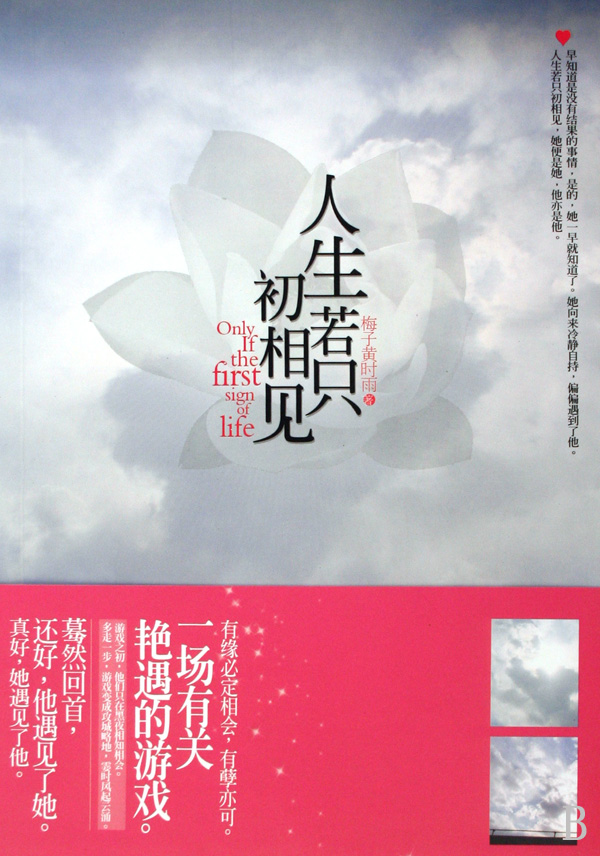 早知道是没有结果的事情，是的，她一早就知道了。她向来冷静自持，偏偏遇到了他。
人生若只初相见，她便是她，他亦是他。
人生若只
初相见
梅子黄时雨 著
Only
If
the
first
sign
of
life
有缘必定相会，有孽亦可。
一场有关
艳遇的游戏。
游戏之初，他们只在黑夜相知相会。
多走一步，游戏变成攻城略地，霎时风起云涌。
蓦然回首，
还好，他遇见了她。
真好，她遇见了他。
B